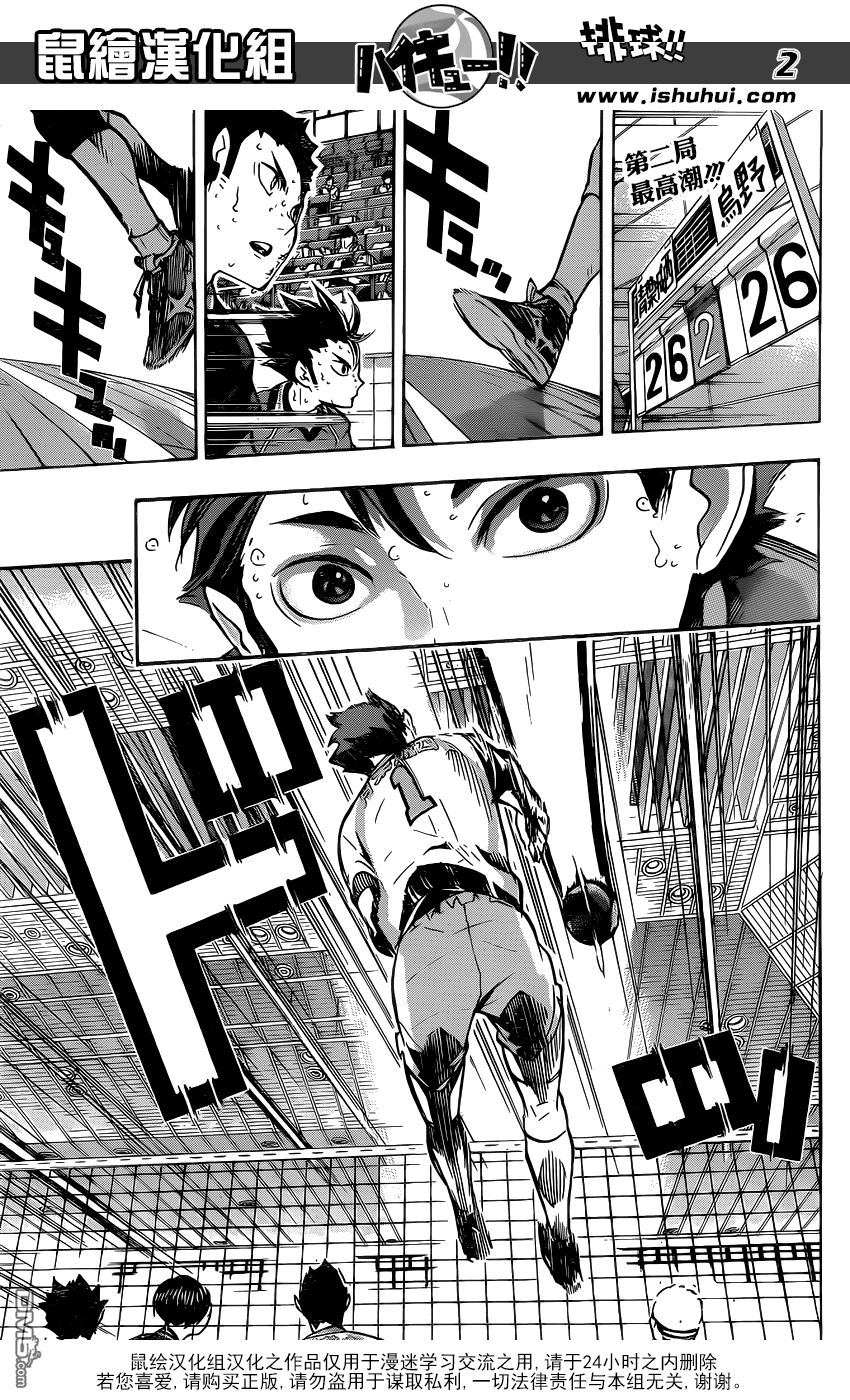 鼠繪漢化組
ハイキュー!!
排球!!
2
www.ishuhui.com
第二局
最高潮!!!
烏野
26
2
26
キュッ
キュキュッ
ドロロロ
1
鼠绘汉化组汉化之作品仅用于漫迷学习交流之用, 请于24小时之内删除
若您喜爱, 请购买正版, 请勿盗用于谋取私利, 一切法律责任与本组无关, 谢谢。